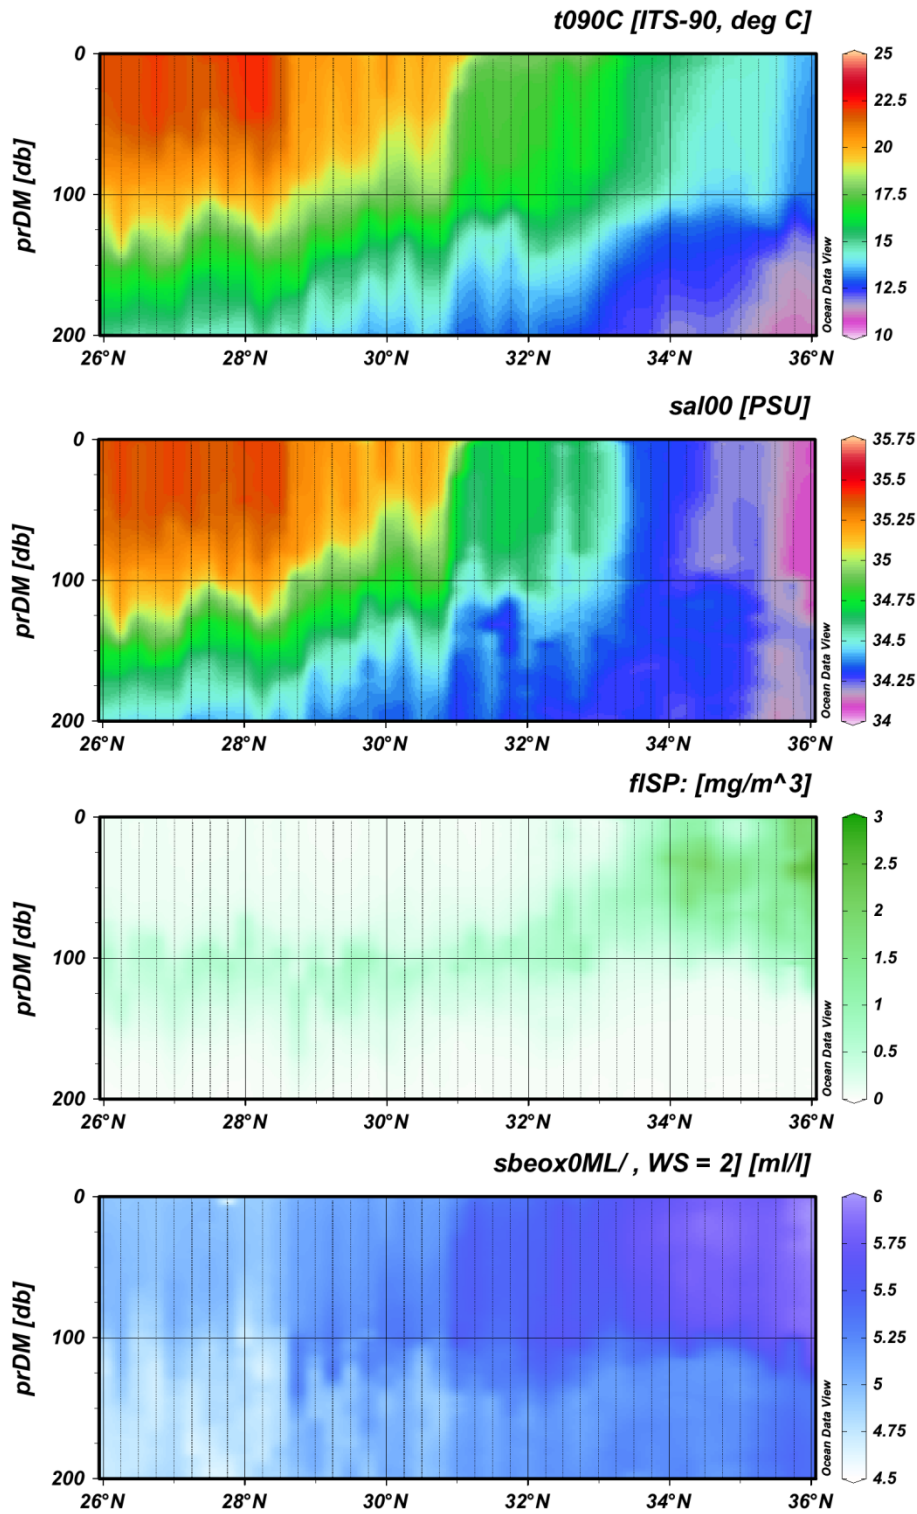 t090C [ITS-90, deg C]
0
100
200
prDM [db]
26°N 28°N 30°N 32°N 34°N 36°N
Ocean Data View
25
22.5
20
17.5
15
12.5
10
sal00 [PSU]
0
100
200
prDM [db]
26°N 28°N 30°N 32°N 34°N 36°N
Ocean Data View
35.75
35.5
35.25
35
34.75
34.5
34.25
34
flSP: [mg/m^3]
0
100
200
prDM [db]
26°N 28°N 30°N 32°N 34°N 36°N
Ocean Data View
3
2.5
2
1.5
1
0.5
0
sbeox0ML/ , WS = 2] [ml/l]
0
100
200
prDM [db]
26°N 28°N 30°N 32°N 34°N 36°N
Ocean Data View
6
5.75
5.5
5.25
5
4.75
4.5